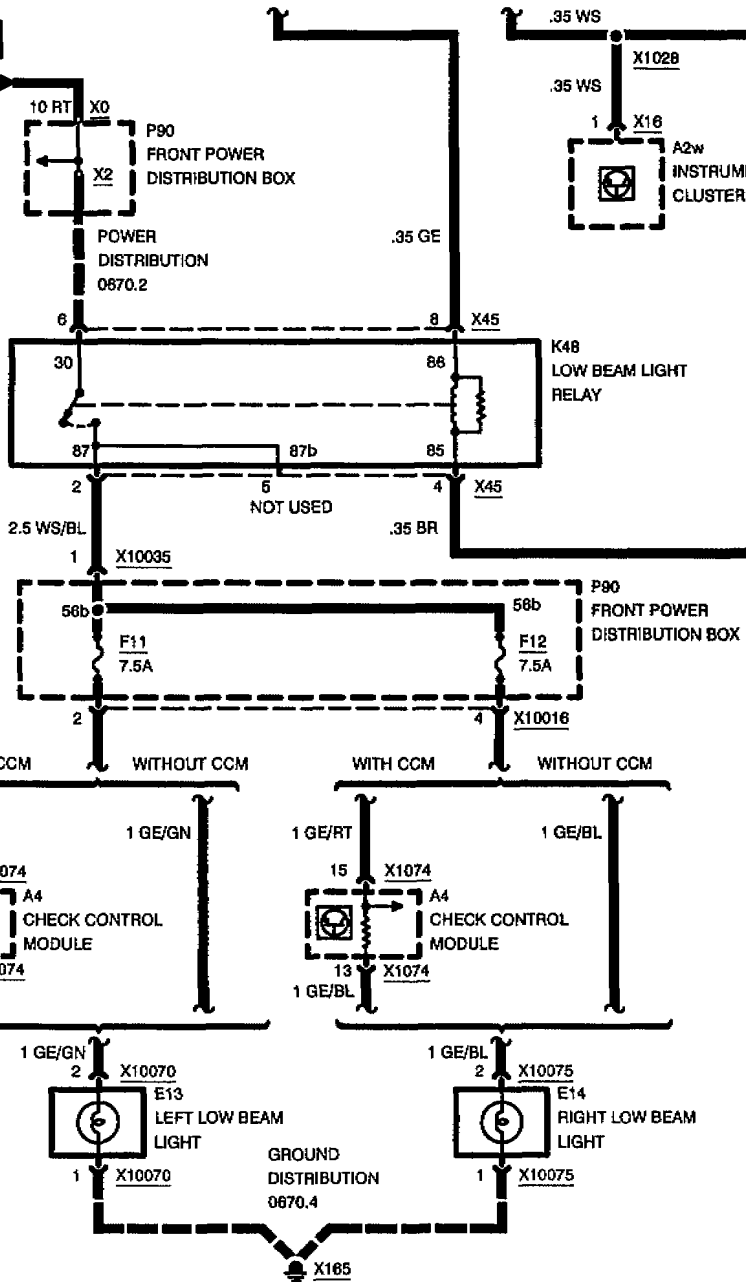 .35 WS
X1028
.35 WS
1 X16
A2w
INSTRUM
CLUSTER
10 RT X0
P90
FRONT POWER
DISTRIBUTION BOX
X2
POWER
DISTRIBUTION
0670.2
.35 GE
6
8 X45
K48
LOW BEAM LIGHT
RELAY
30
86
87
87b
85
2
5
4 X45
NOT USED
2.5 WS/BL
.35 BR
1 X10035
P90
FRONT POWER
DISTRIBUTION BOX
56b
56b
F11
7.5A
F12
7.5A
2
4 X10016
CCM
WITHOUT CCM
WITH CCM
WITHOUT CCM
1 GE/GN
1 GE/RT
1 GE/BL
074
15 X1074
A4
CHECK CONTROL
MODULE
A4
CHECK CONTROL
MODULE
074
13 X1074
1 GE/BL
1 GE/GN
1 GE/BL
2 X10070
2 X10075
E13
LEFT LOW BEAM
LIGHT
E14
RIGHT LOW BEAM
LIGHT
1 X10070
1 X10075
GROUND
DISTRIBUTION
0670.4
X165